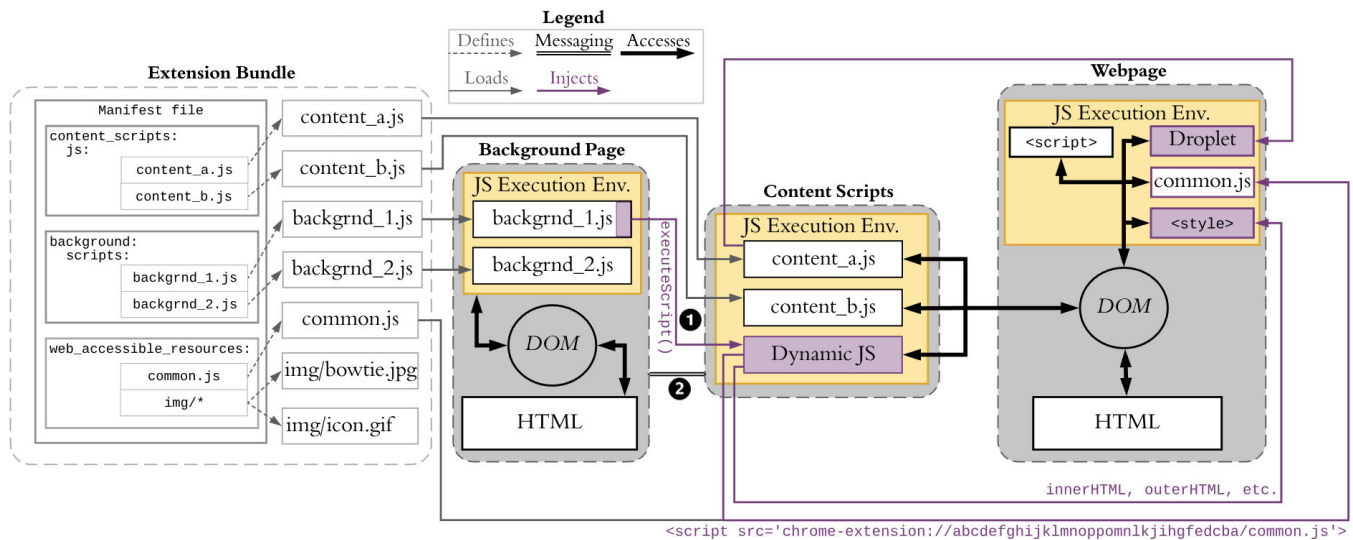 Legend
Defines
Messaging
Accesses
Loads
Injects
Extension Bundle
Manifest file
content_scripts:
js:
content_a.js
content_b.js
background:
scripts:
backgrnd_1.js
backgrnd_2.js
web_accessible_resources:
common.js
img/*
content_a.js
content_b.js
backgrnd_1.js
backgrnd_2.js
common.js
img/bowtie.jpg
img/icon.gif
Background Page
JS Execution Env.
backgrnd_1.js
backgrnd_2.js
DOM
HTML
executeScript()
1
2
Content Scripts
JS Execution Env.
content_a.js
content_b.js
Dynamic JS
Webpage
JS Execution Env.
<script>
Droplet
common.js
<style>
DOM
HTML
innerHTML, outerHTML, etc.
<script src='chrome-extension://abcdefghijklmnoppomnlkjihgfedcba/common.js'>